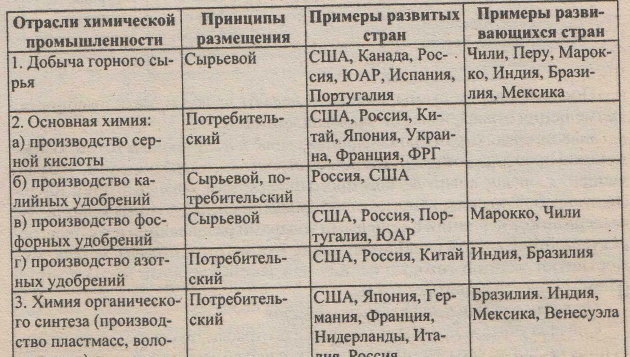 Отрасли химической промышленности
Принципы размещения
Примеры развитых стран
Примеры разви-
вающихся стран
1. Добыча горного сы-
рья
Сырьевой
США, Канада, Рос-
сия, ЮАР, Испания,
Португалия
Чили, Перу, Марок-
ко, Индия, Брази-
лия, Мексика
2. Основная химия:
а) производство сер-
ной кислоты
Потребитель-
ский
США, Россия, Ки-
тай, Япония, Украи-
на, Франция, ФРГ
б) производство ка-
лийных удобрений
Сырьевой, по-
требительский
Россия, США
в) производство фос-
форных удобрений
Сырьевой
США, Россия, Пор-
тугалия, ЮАР
Марокко, Чили
г) производство азот-
ных удобрений
Потребитель-
ский
США, Россия, Китай
Индия, Бразилия
3. Химия органическо-
го синтеза (производ-
ство пластмасс, воло-
Потребитель-
ский
США, Япония, Гер-
мания, Франция,
Нидерланды, Ита-
лия, Россия
Бразилия. Индия,
Мексика, Венесуэла